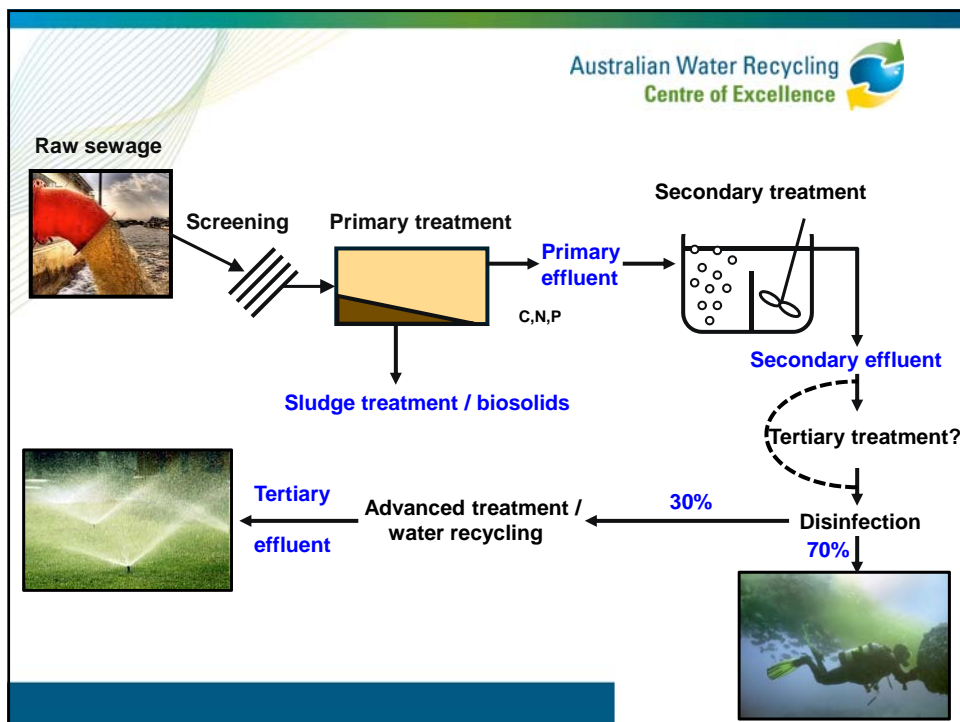 Australian Water Recycling
Centre of Excellence
Raw sewage
Screening
Primary treatment
Secondary treatment
Primary
effluent
C,N,P
Secondary effluent
Sludge treatment / biosolids
Tertiary treatment?
Tertiary
effluent
Advanced treatment /
water recycling
30%
Disinfection
70%